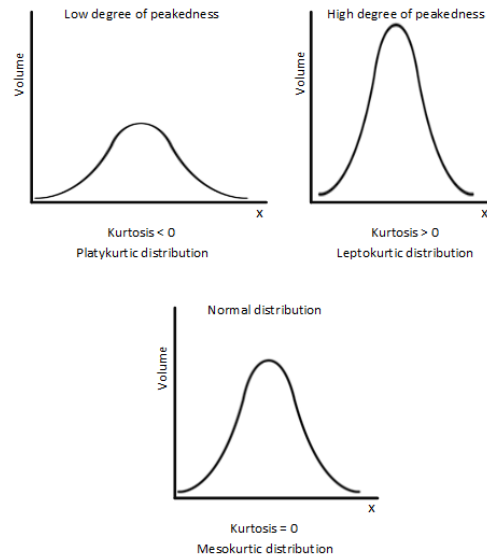 Low degree of peakedness
Volume
X
Kurtosis < 0
Platykurtic distribution
High degree of peakedness
Volume
X
Kurtosis > 0
Leptokurtic distribution
Normal distribution
Volume
X
Kurtosis = 0
Mesokurtic distribution